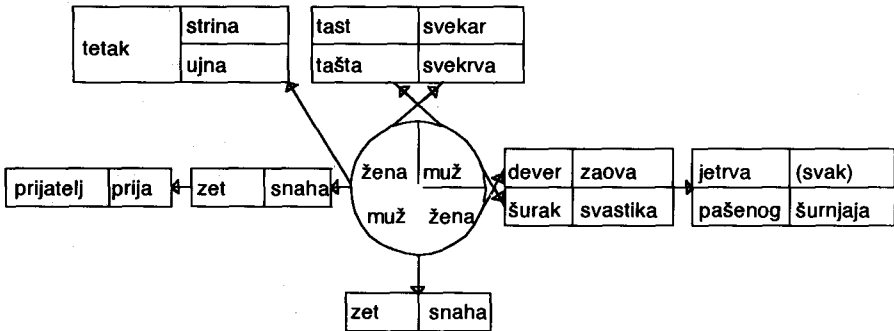 tetak strina ujna
tast svekar
tašta svekrva
žena muž
muž žena
dever zaova
šurak svastika
jetrva (svak)
pašenog šurnjaja
prijatelj prija
zet snaha
zet snaha